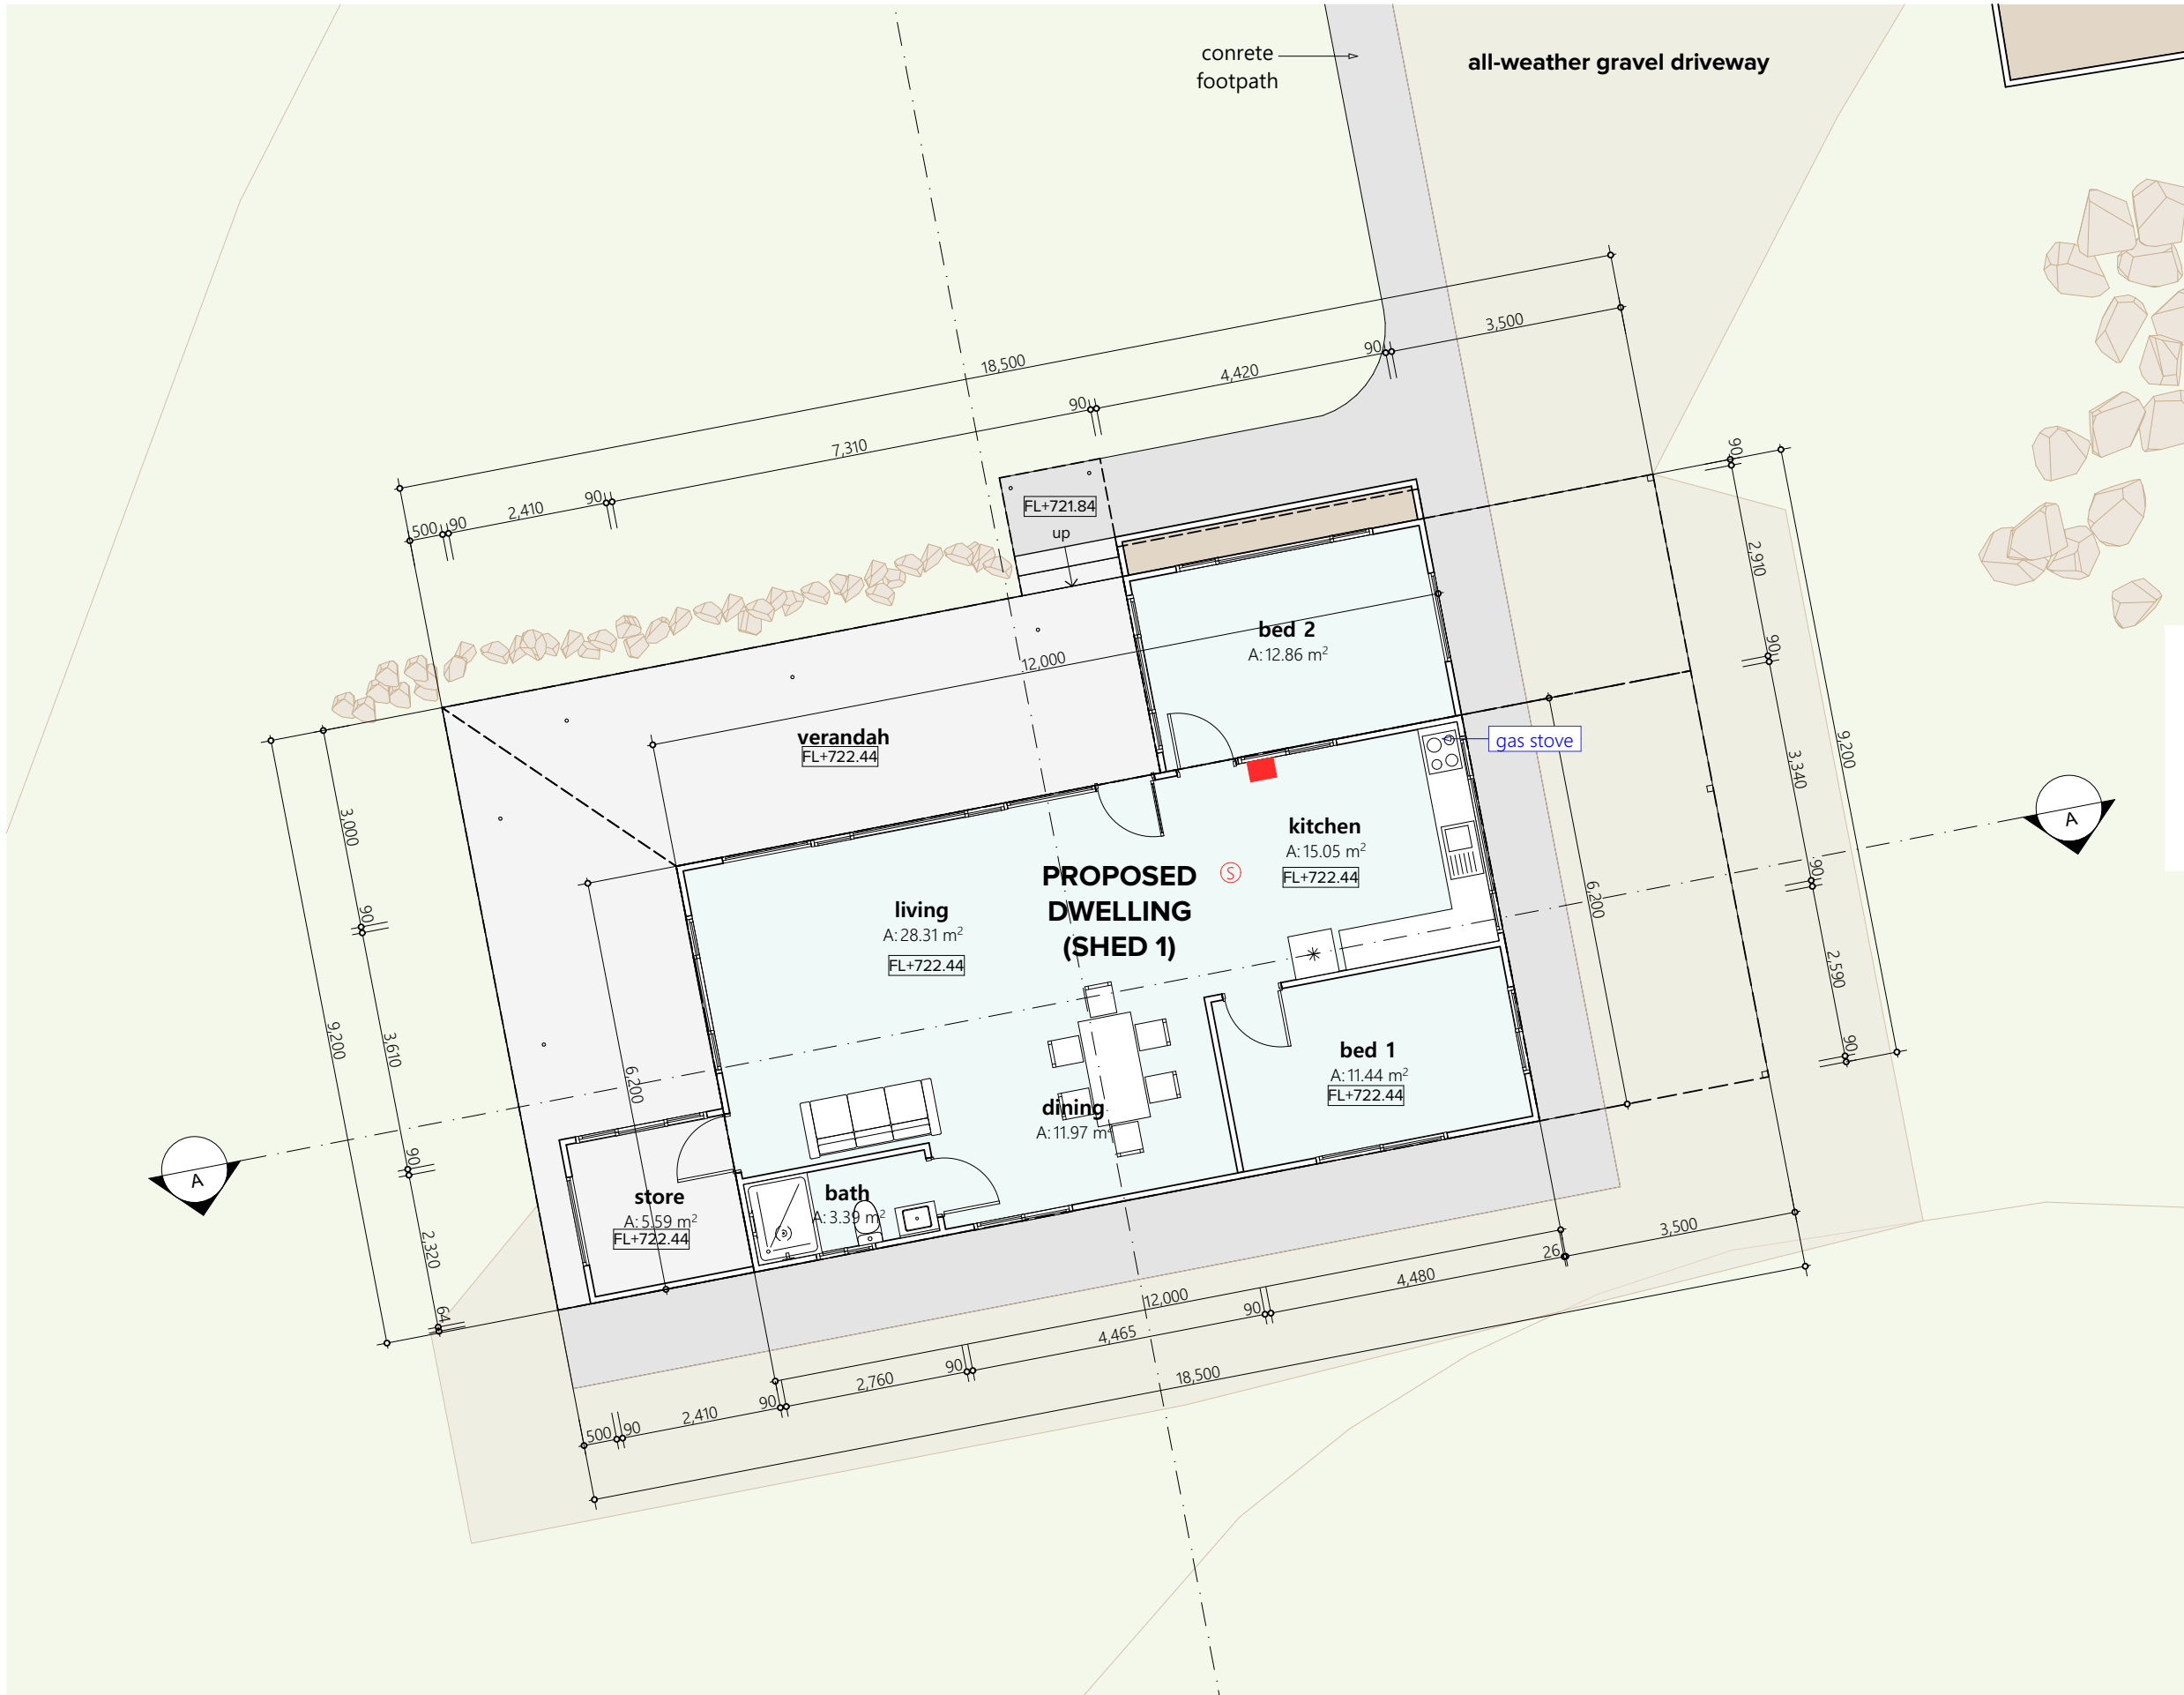 conrete
footpath
all-weather gravel driveway
18,500
3,500
90
4,420
90
7,310
90
2,410
500
90
FL+721.84
up
90
2,910
90
9,200
3,340
90
2,590
90
bed 2
A: 12.86 m²
12,000
verandah
FL+722.44
gas stove
3,000
90
9,200
3,610
90
2,320
64
6,200
6,200
kitchen
A: 15.05 m²
FL+722.44
PROPOSED
DWELLING
(SHED 1)
S
living
A: 28.31 m²
FL+722.44
A
A
bed 1
A: 11.44 m²
FL+722.44
dining
A: 11.97 m²
bath
A: 3.39 m²
store
A: 5.59 m²
FL+722.44
3,500
26
4,480
12,000
90
4,465
90
2,760
90
2,410
500
90
18,500